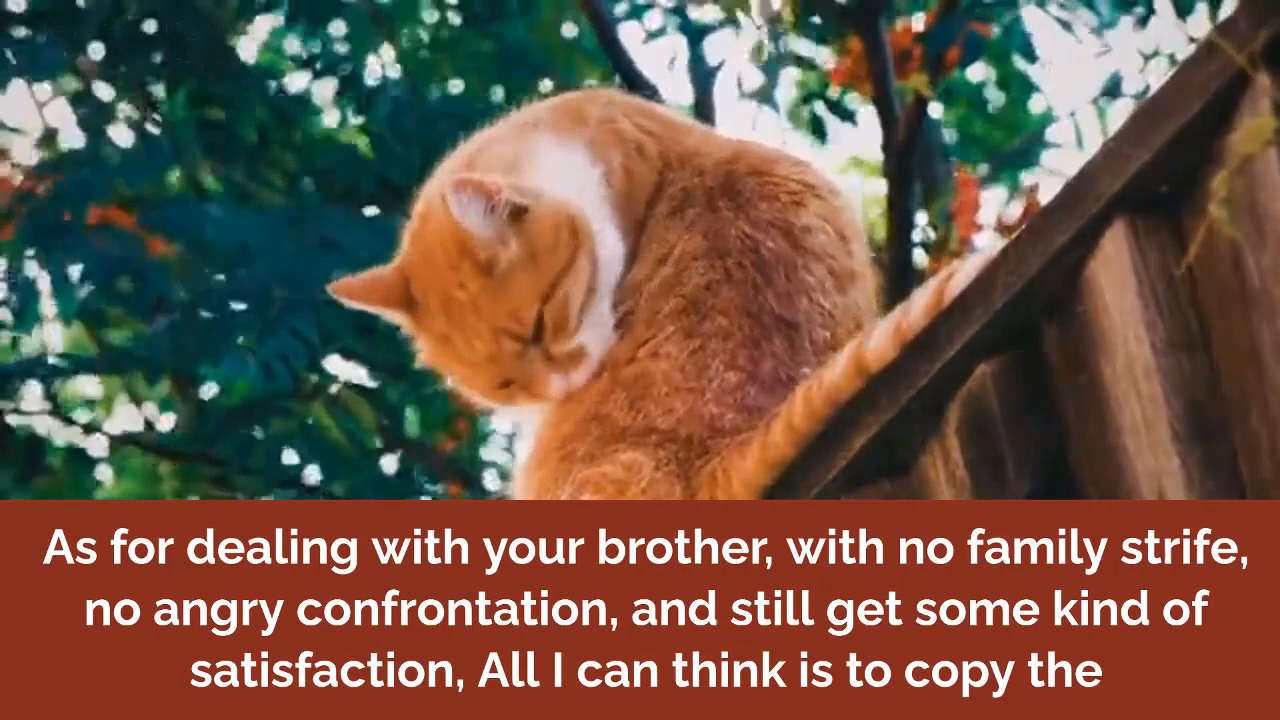 As for dealing with your brother, with no family strife,
no angry confrontation, and still get some kind of
satisfaction, All I can think is to copy the